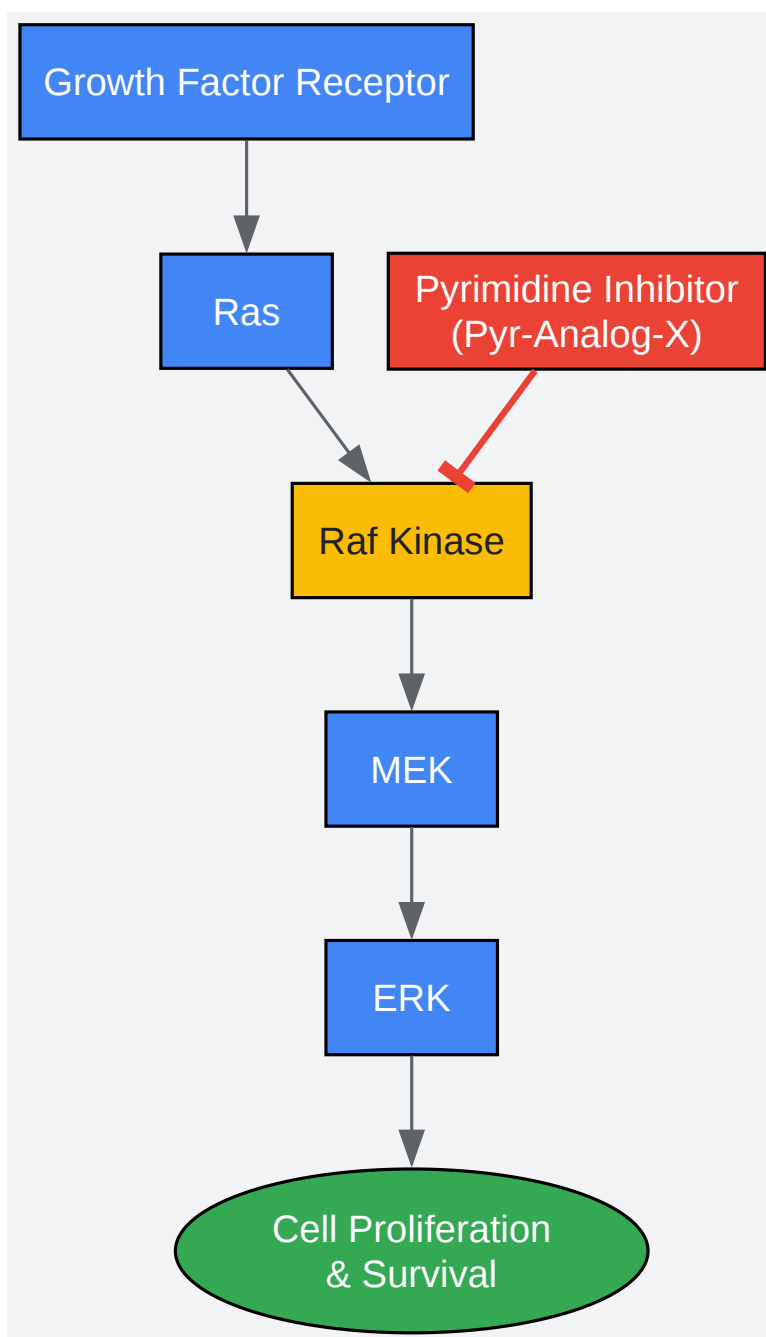 Growth Factor Receptor
Ras
Pyrimidine Inhibitor
(Pyr-Analog-X)
Raf Kinase
MEK
ERK
Cell Proliferation
& Survival